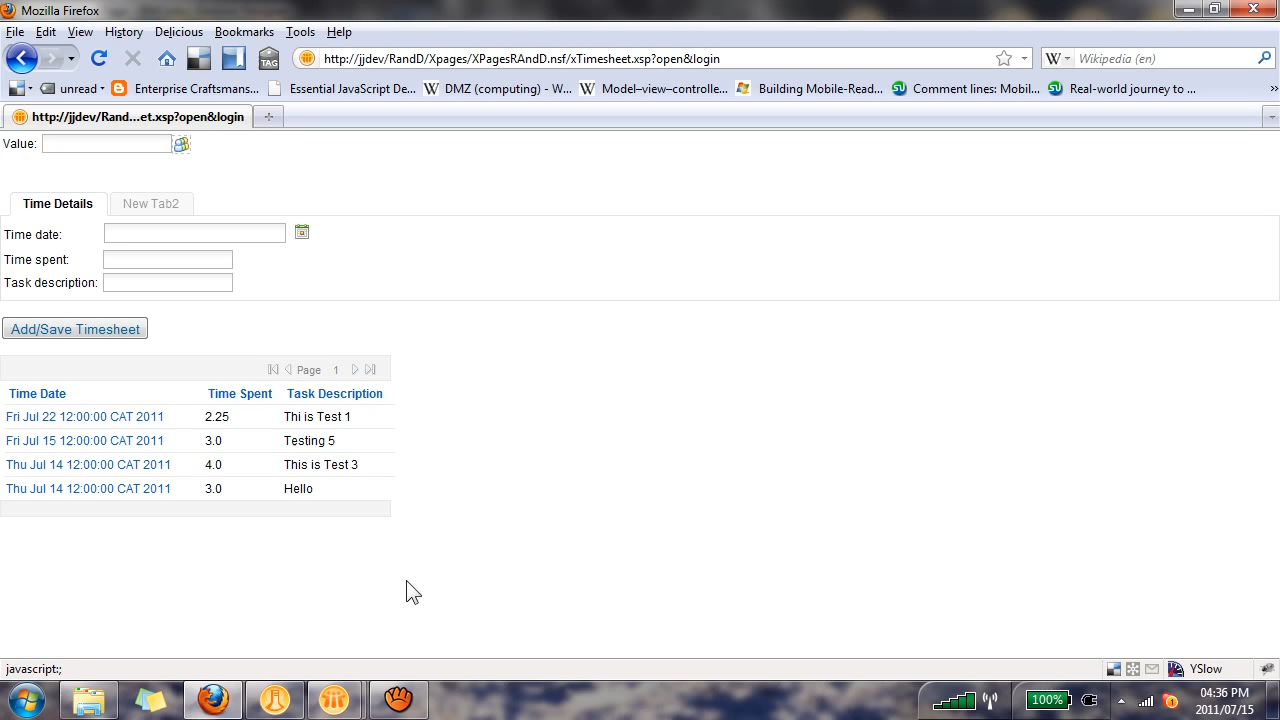 Mozilla Firefox
File Edit View History Delicious Bookmarks Tools Help
TAG http://jjdev/RandD/Xpages/XPagesRAndD.nsf/xTimesheet.xsp?open&login W Wikipedia (en)
unread Enterprise Craftsmans... Essential JavaScript De... W DMZ (computing) - W... W Model–view–controlle... Building Mobile-Read... Comment lines: Mobil... Real-world journey to ... »
http://jjdev/Rand...et.xsp?open&login
Value:
Time Details New Tab2
Time date:
Time spent:
Task description:
Add/Save Timesheet
Page 1
Time Date Time Spent Task Description
Fri Jul 22 12:00:00 CAT 2011 2.25 Thi is Test 1
Fri Jul 15 12:00:00 CAT 2011 3.0 Testing 5
Thu Jul 14 12:00:00 CAT 2011 4.0 This is Test 3
Thu Jul 14 12:00:00 CAT 2011 3.0 Hello
javascript:; YSlow
100% 1 04:36 PM
2011/07/15